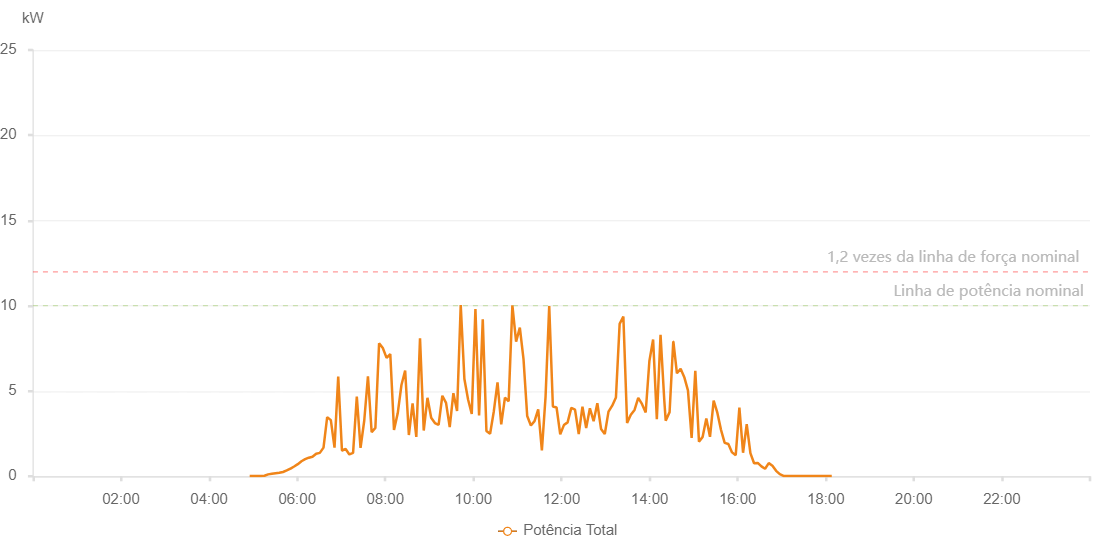 kW
25
20
15
1,2 vezes da linha de força nominal
Linha de potência nominal
10
5
0
02:00 04:00 06:00 08:00 10:00 12:00 14:00 16:00 18:00 20:00 22:00
Potência Total